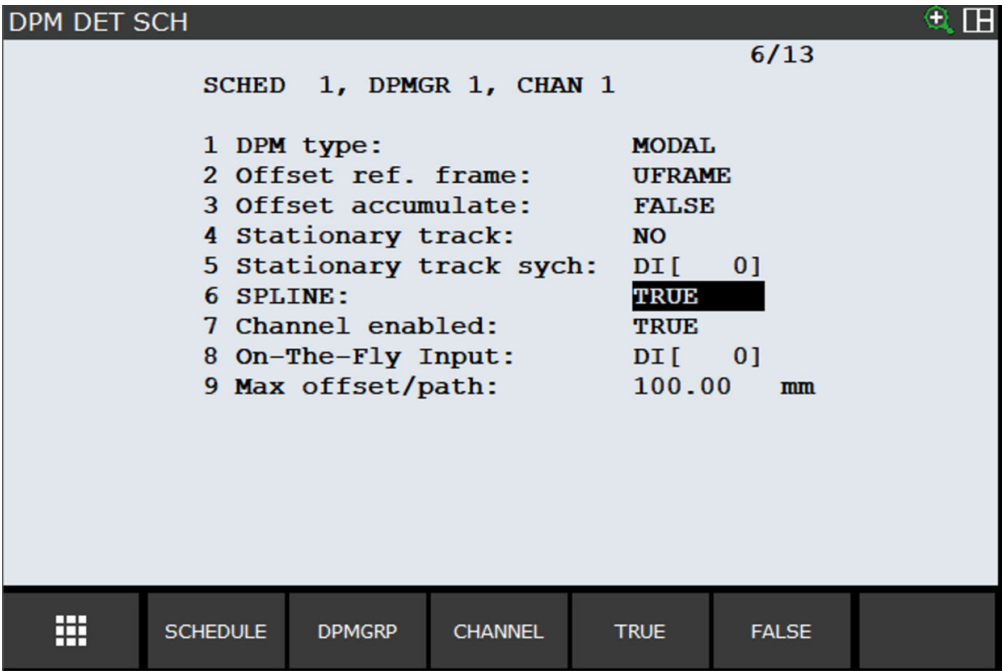 DPM DET SCH
6/13
SCHED 1, DPMGR 1, CHAN 1
1 DPM type: MODAL
2 Offset ref. frame: UFRAME
3 Offset accumulate: FALSE
4 Stationary track: NO
5 Stationary track sych: DI[ 0]
6 SPLINE: TRUE
7 Channel enabled: TRUE
8 On-The-Fly Input: DI[ 0]
9 Max offset/path: 100.00 mm
SCHEDULE DPMGRP CHANNEL TRUE FALSE